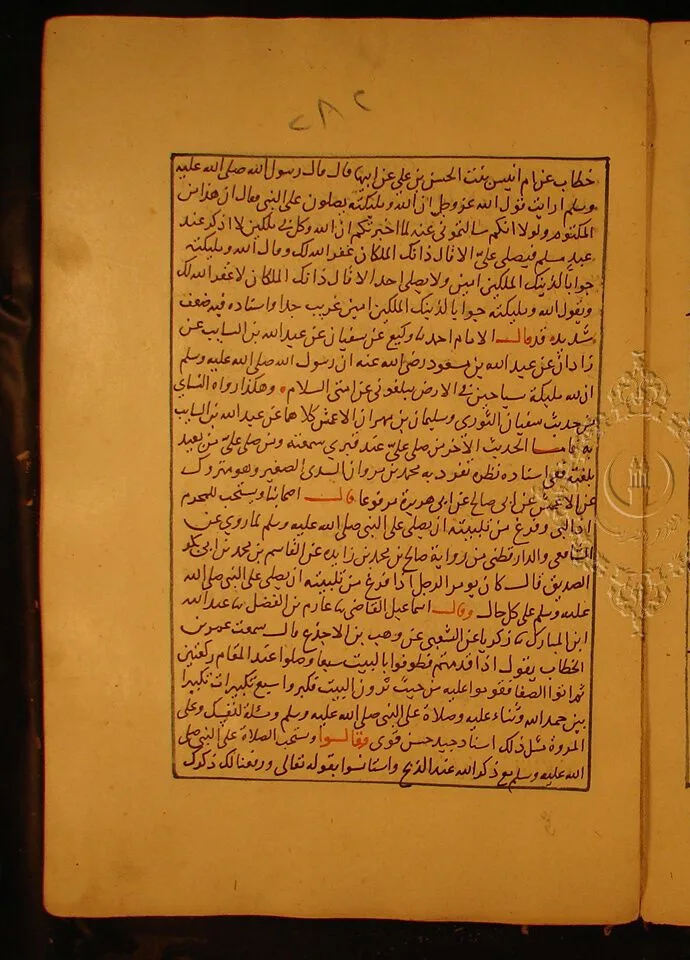 ٢٨٢
خطاب عن ام انيس بنت الحسن بن علي عن ابيها قال قال رسول الله صلى الله عليه
وسلم ارايت قول الله عز وجل ان الله ومليكته يصلون على النبي فقال ان هذا من
المكتوم ولولا انكم سالتموني عنه لما اخبرتكم ان الله وكل بي ملكين لا اذكر عند
عبد مسلم فيصلي علي الا قال ذانك الملكان غفر الله لك وقال الله ومليكته
جوابا لذينك الملكين امين ولا يصلي احد الا قال ذانك الملكان لا غفر الله لك
ويقول الله ومليكته جوابا لذينك الملكين امين غريب جدا واسناده فيه ضعف
شديد وقد قال الامام احمد ثنا وكيع عن سفيان عن عبد الله بن السايب عن
زاذان عن عبد الله بن مسعود رضي الله عنه ان رسول الله صلى الله عليه وسلم
ان لله مليكة سياحين في الارض يبلغوني عن امتي السلام وهكذا رواه النساي
من حديث سفيان الثوري وسليمان بن مهران الاعمش كلاهما عن عبد الله بن السايب
به فاما الحديث الاخر من صلى علي عند قبري سمعته ومن صلى علي من بعيد
بلغته ففي اسناده نظر تفرد به محمد بن مروان السدي الصغير وهو متروك
عن الاعمش عن ابي صالح عن ابي هريرة مرفوعا قال اصحابنا ويستحب للمحرم
اذا لبى وفرغ من تلبيته ان يصلي على النبي صلى الله عليه وسلم لما روي عن
الشافعي والدارقطني من رواية صالح بن محمد بن زايدة عن القاسم بن محمد بن ابي بكر
الصديق قال كان يومر الرجل اذا فرغ من تلبيته ان يصلي على النبي صلى الله
عليه وسلم على كل حال وقال اسماعيل القاضي ثنا عارم بن الفضل ثنا عبد الله
ابن المبارك ثنا زكريا عن الشعبي عن وهب بن الاجدع قال سمعت عمر بن
الخطاب يقول اذا قدمتم فطوفوا بالبيت سبعا وصلوا عند المقام ركعتين
ثم اتوا الصفا فقوموا عليه من حيث ترون البيت فكبروا سبع تكبيرات تكبيرا
بين حمد الله وثناء عليه وصلاة على النبي صلى الله عليه وسلم ومسئلة لنفسك وعلى
المروة مثل ذلك اسناد جيد حسن قوي وقالوا ويستحب الصلاة على النبي صلى
الله عليه وسلم مع ذكر الله عند الذبح واستانسوا بقوله تعالى ورفعنا لك ذكرك